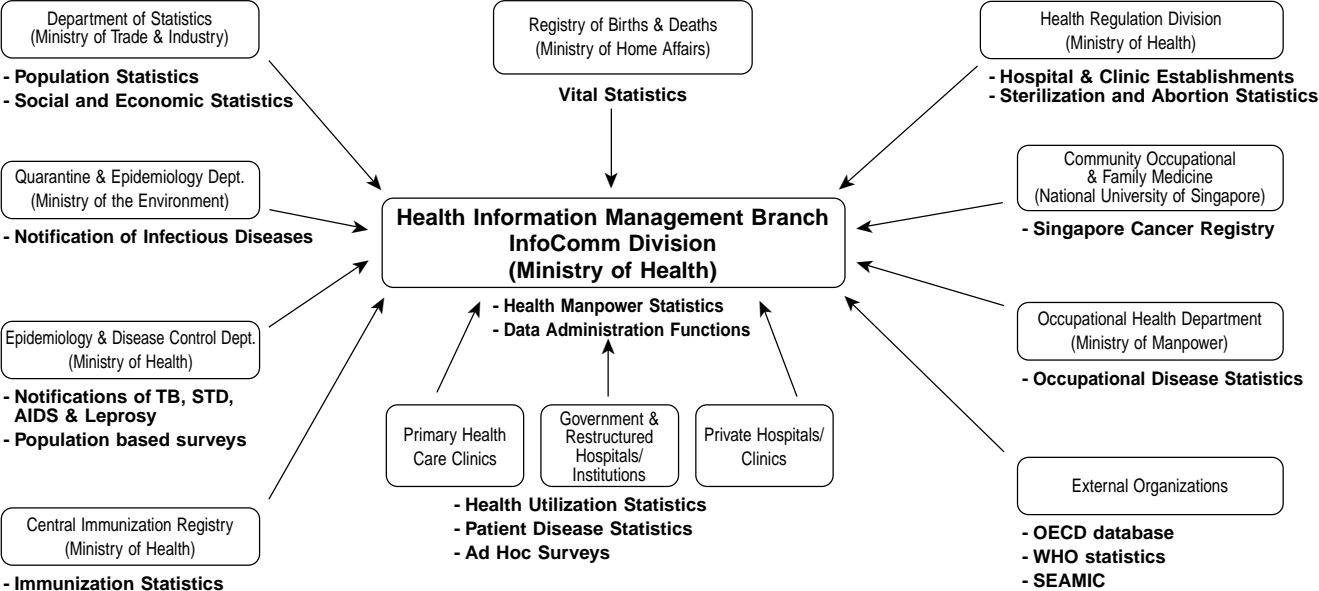 Department of Statistics
(Ministry of Trade & Industry)
- Population Statistics
- Social and Economic Statistics
Registry of Births & Deaths
(Ministry of Home Affairs)
Vital Statistics
Health Regulation Division
(Ministry of Health)
- Hospital & Clinic Establishments
- Sterilization and Abortion Statistics
Quarantine & Epidemiology Dept.
(Ministry of the Environment)
- Notification of Infectious Diseases
Health Information Management Branch
InfoComm Division
(Ministry of Health)
- Health Manpower Statistics
- Data Administration Functions
Community Occupational
& Family Medicine
(National University of Singapore)
- Singapore Cancer Registry
Epidemiology & Disease Control Dept.
(Ministry of Health)
- Notifications of TB, STD,
AIDS & Leprosy
- Population based surveys
Occupational Health Department
(Ministry of Manpower)
- Occupational Disease Statistics
Primary Health
Care Clinics
Government &
Restructured
Hospitals/
Institutions
Private Hospitals/
Clinics
- Health Utilization Statistics
- Patient Disease Statistics
- Ad Hoc Surveys
Central Immunization Registry
(Ministry of Health)
- Immunization Statistics
External Organizations
- OECD database
- WHO statistics
- SEAMIC